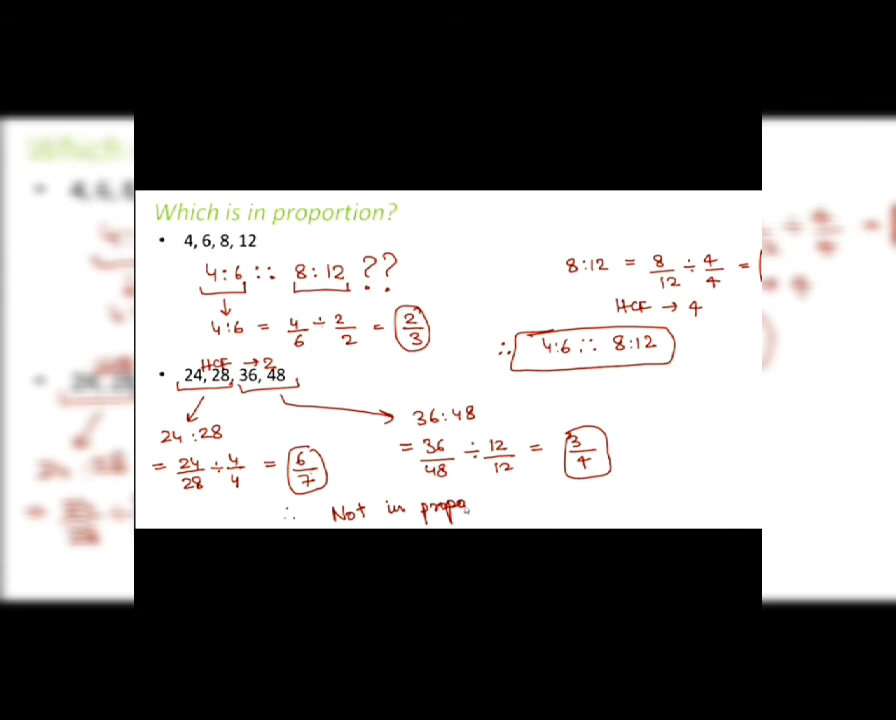 Which is in proportion?
• 4, 6, 8, 12
4:6 :: 8:12 ??
4:6 = 4/6 ÷ 2/2 = 2/3
HCF → 2
8:12 = 8/12 ÷ 4/4 =
HCF → 4
∴ 4:6 :: 8:12
• 24, 28, 36, 48
24:28
= 24/28 ÷ 4/4 = 6/7
36:48
= 36/48 ÷ 12/12 = 3/4
∴ Not in propo